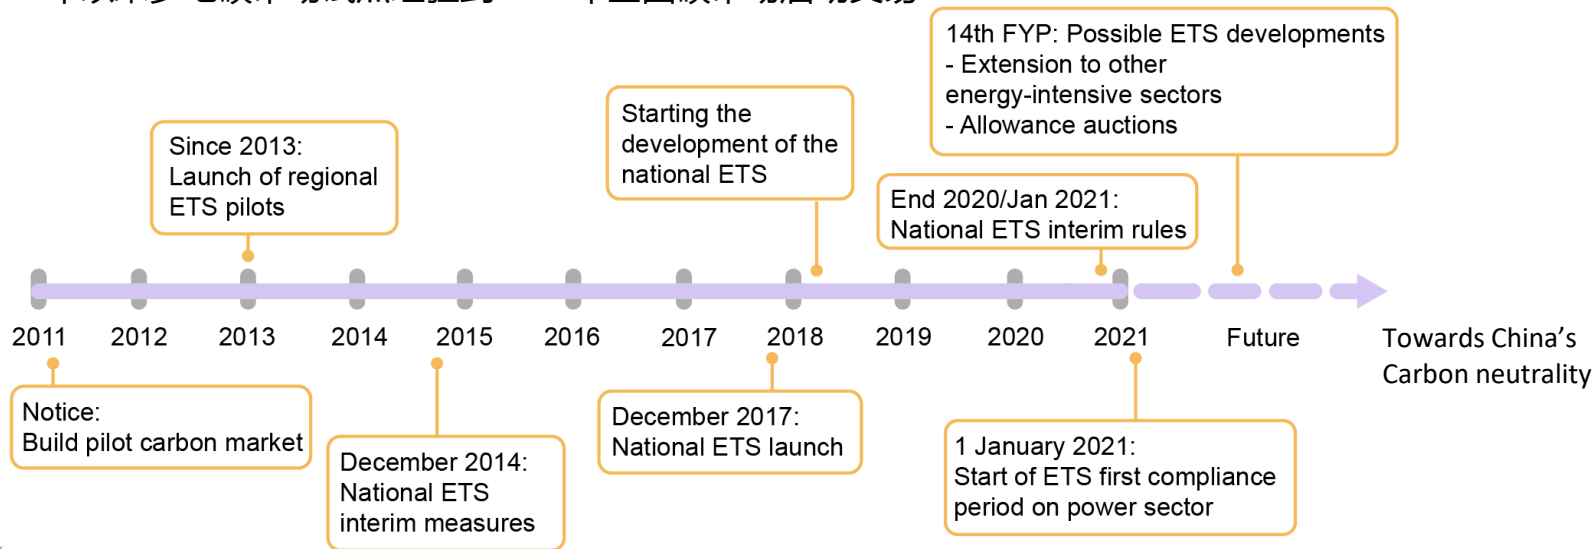 14th FYP: Possible ETS developments
- Extension to other
energy-intensive sectors
- Allowance auctions
Starting the
development of the
national ETS
Since 2013:
Launch of regional
ETS pilots
End 2020/Jan 2021:
National ETS interim rules
2011
2012
2013
2014
2015
2016
2017
2018
2019
2020
2021
Future
Towards China’s
Carbon neutrality
Notice:
Build pilot carbon market
December 2014:
National ETS
interim measures
December 2017:
National ETS launch
1 January 2021:
Start of ETS first compliance
period on power sector